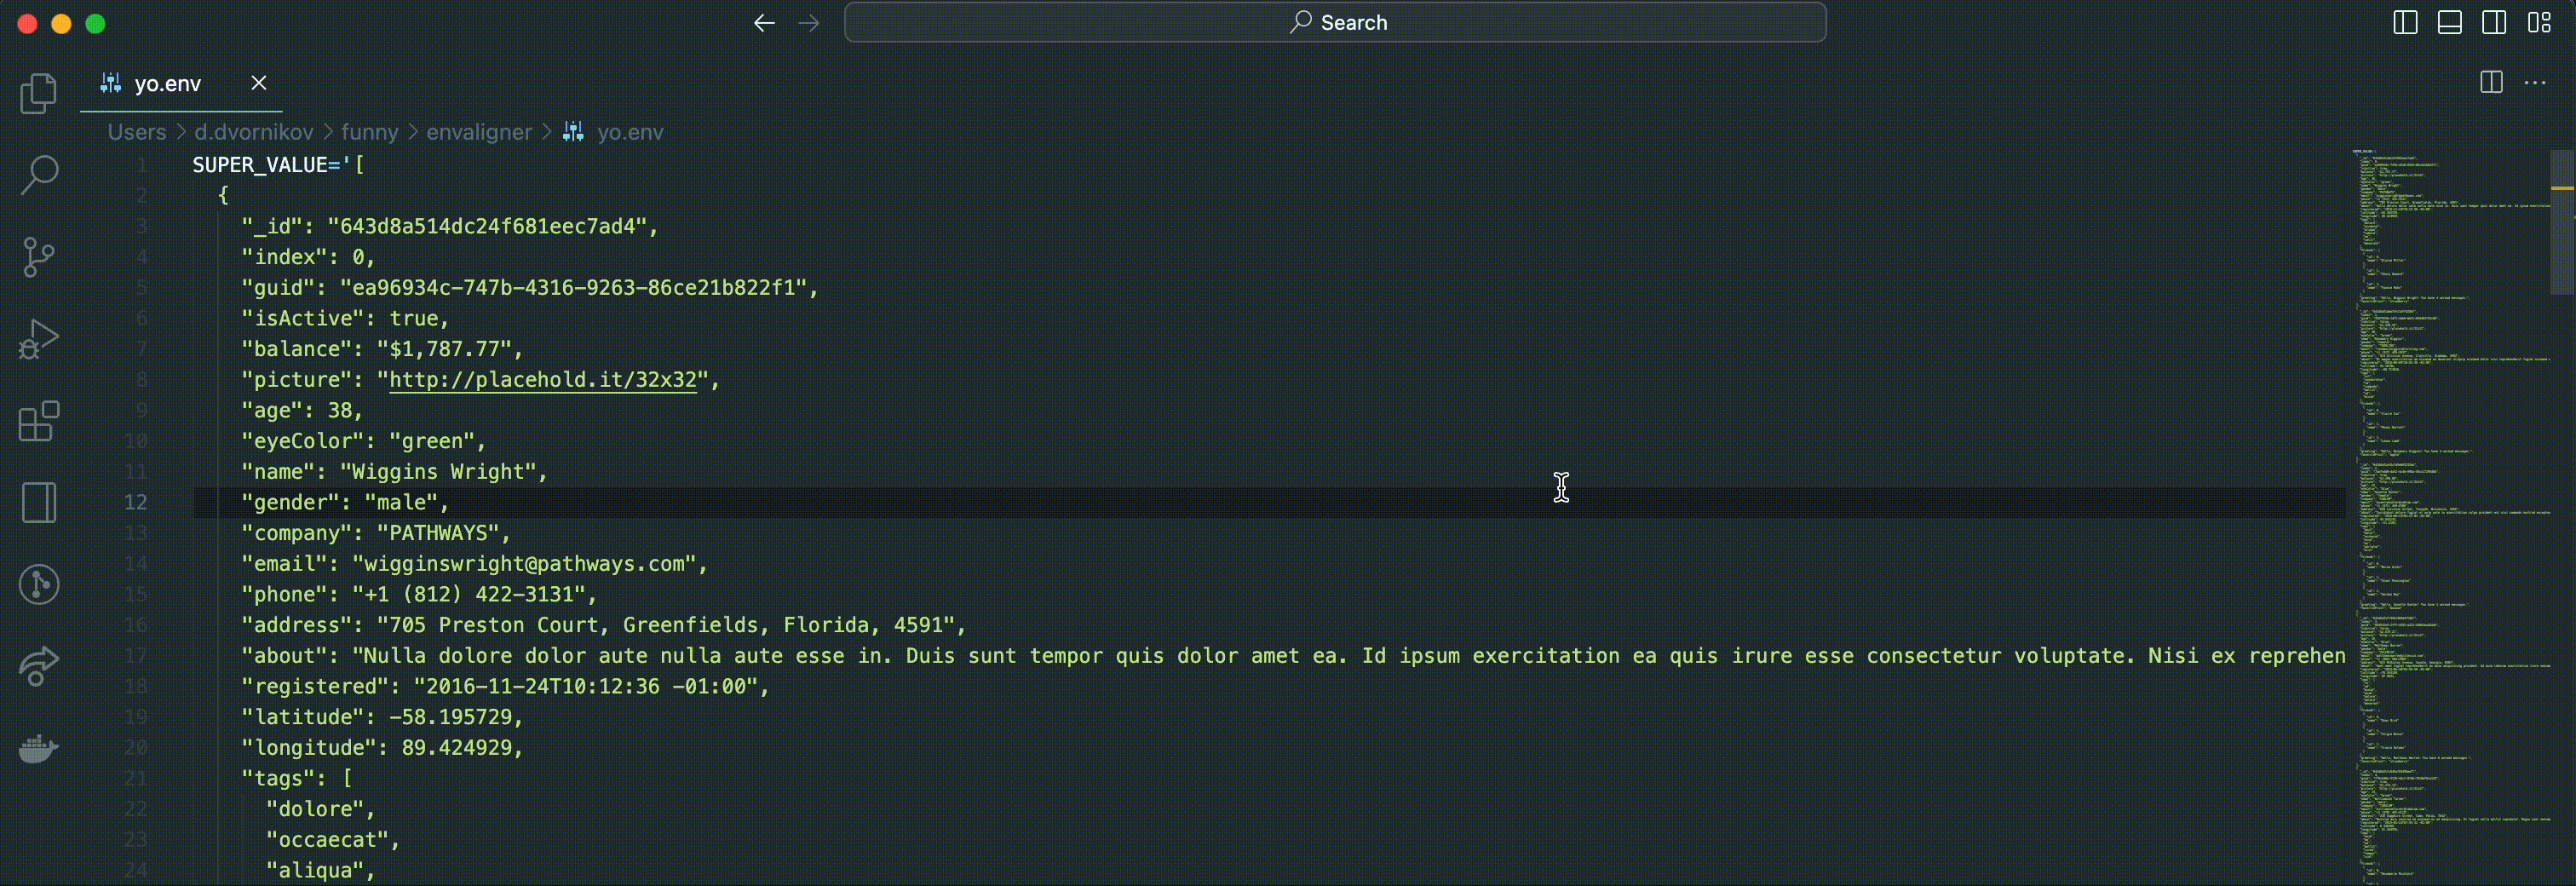 Search
yo.env
Users > d.dvornikov > funny > envaligner > yo.env
1 SUPER_VALUE='[
2 {
3 "_id": "643d8a514dc24f681eec7ad4",
4 "index": 0,
5 "guid": "ea96934c-747b-4316-9263-86ce21b822f1",
6 "isActive": true,
7 "balance": "$1,787.77",
8 "picture": "http://placehold.it/32x32",
9 "age": 38,
10 "eyeColor": "green",
11 "name": "Wiggins Wright",
12 "gender": "male",
13 "company": "PATHWAYS",
14 "email": "wigginswright@pathways.com",
15 "phone": "+1 (812) 422-3131",
16 "address": "705 Preston Court, Greenfields, Florida, 4591",
17 "about": "Nulla dolore dolor aute nulla aute esse in. Duis sunt tempor quis dolor amet ea. Id ipsum exercitation ea quis irure esse consectetur voluptate. Nisi ex reprehen
18 "registered": "2016-11-24T10:12:36 -01:00",
19 "latitude": -58.195729,
20 "longitude": 89.424929,
21 "tags": [
22 "dolore",
23 "occaecat",
24 "aliqua",